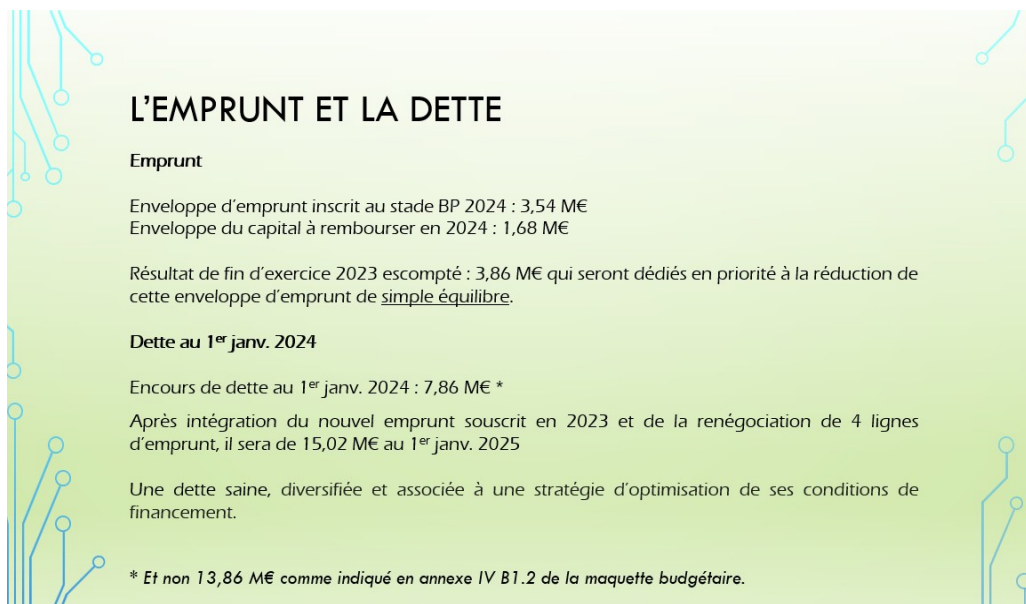 L'EMPRUNT ET LA DETTE
Emprunt
Enveloppe d'emprunt inscrit au stade BP 2024 : 3,54 M€
Enveloppe du capital à rembourser en 2024 : 1,68 M€
Résultat de fin d'exercice 2023 escompté : 3,86 M€ qui seront dédiés en priorité à la réduction de
cette enveloppe d'emprunt de simple équilibre.
Dette au 1er janv. 2024
Encours de dette au 1er janv. 2024 : 7,86 M€ *
Après intégration du nouvel emprunt souscrit en 2023 et de la renégociation de 4 lignes
d'emprunt, il sera de 15,02 M€ au 1er janv. 2025
Une dette saine, diversifiée et associée à une stratégie d'optimisation de ses conditions de
financement.
* Et non 13,86 M€ comme indiqué en annexe IV B1.2 de la maquette budgétaire.